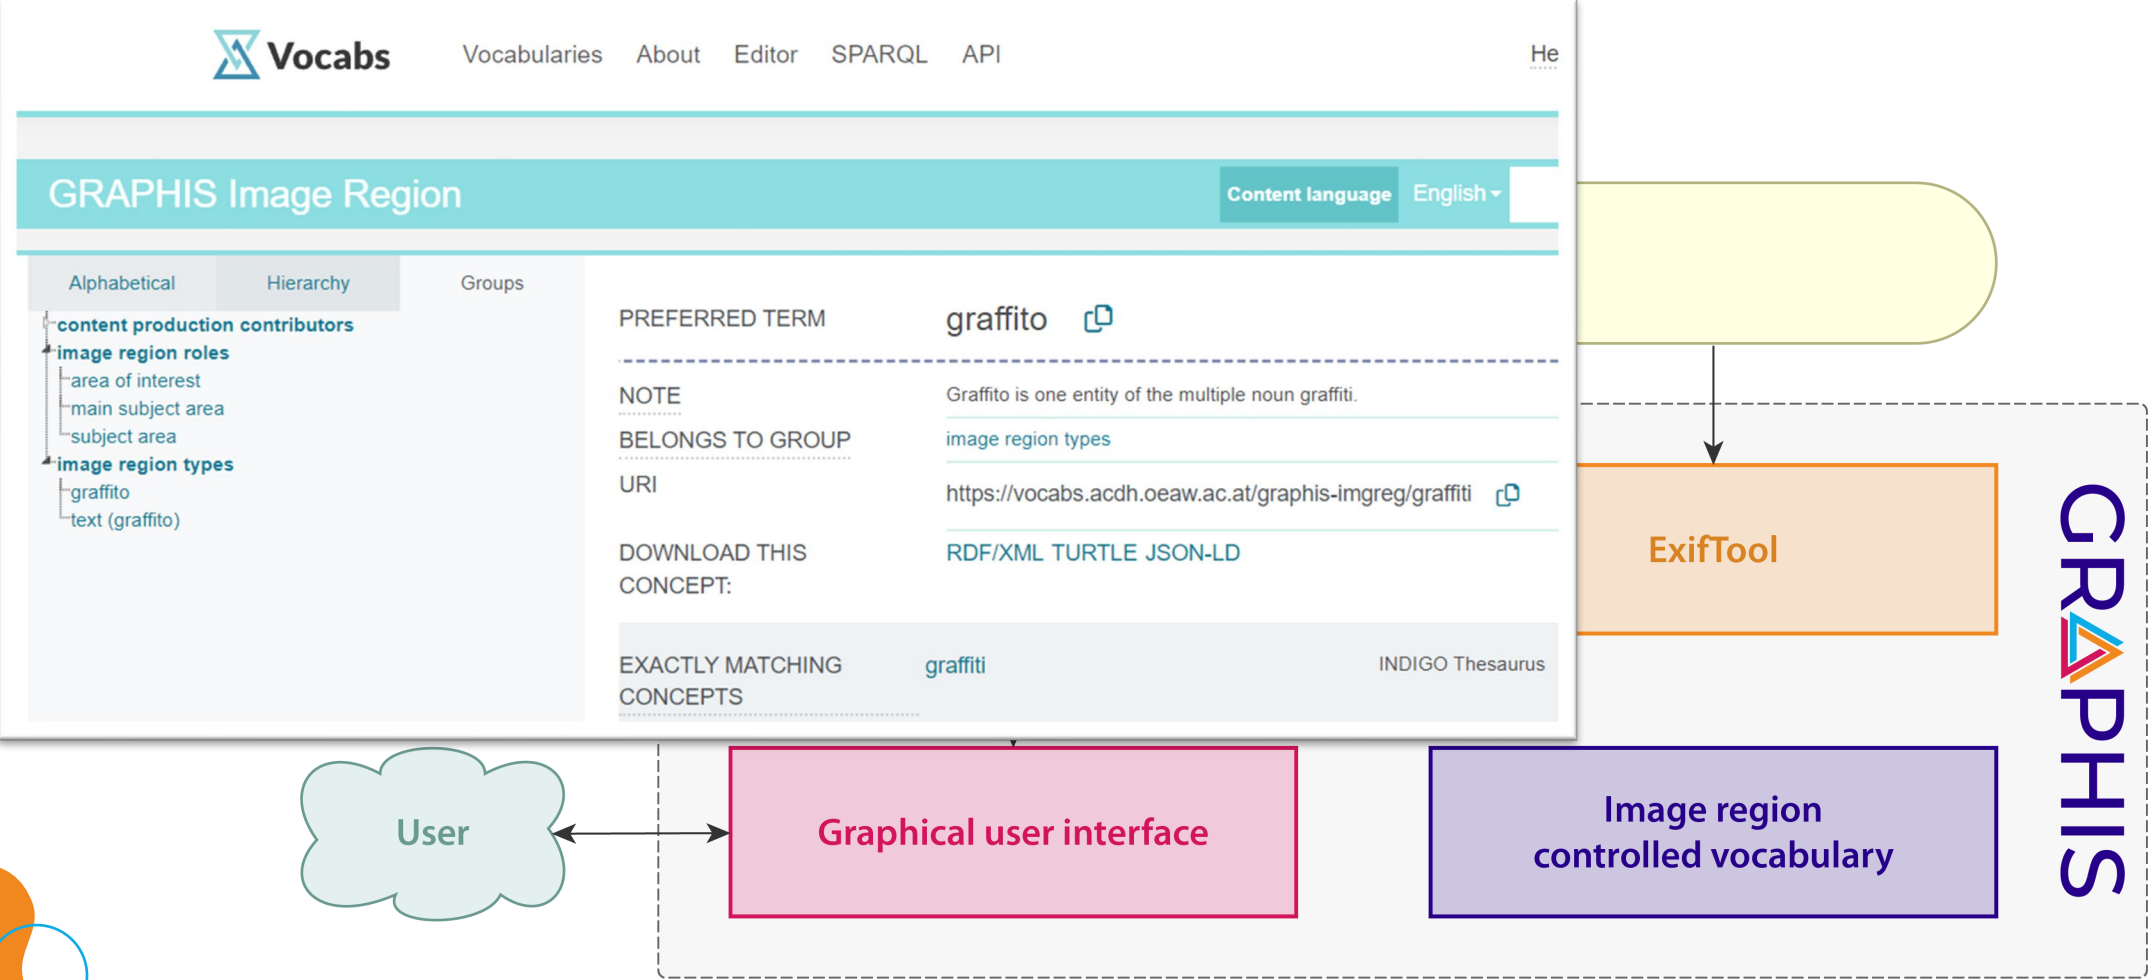 Vocabs
Vocabularies About Editor SPARQL API
He
GRAPHIS Image Region
Content language English
Alphabetical Hierarchy Groups
content production contributors
image region roles
area of interest
main subject area
subject area
image region types
graffito
text (graffito)
PREFERRED TERM graffito
NOTE Graffito is one entity of the multiple noun graffiti.
BELONGS TO GROUP image region types
URI https://vocabs.acdh.oeaw.ac.at/graphis-imgreg/graffiti
DOWNLOAD THIS CONCEPT: RDF/XML TURTLE JSON-LD
EXACTLY MATCHING CONCEPTS graffiti INDIGO Thesaurus
ExifTool
GRAPHIS
User
Graphical user interface
Image region
controlled vocabulary